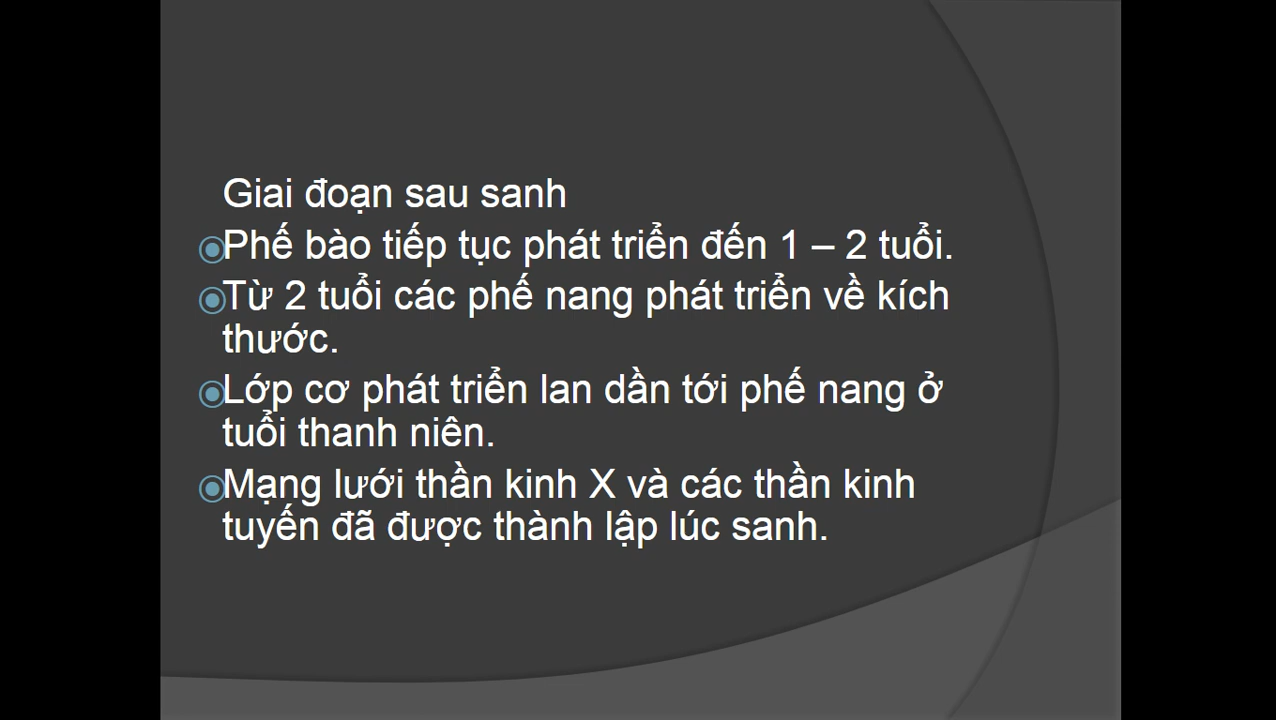 Giai đoạn sau sanh
Phế bào tiếp tục phát triển đến 1 – 2 tuổi.
Từ 2 tuổi các phế nang phát triển về kích
thước.
Lớp cơ phát triển lan dần tới phế nang ở
tuổi thanh niên.
Mạng lưới thần kinh X và các thần kinh
tuyến đã được thành lập lúc sanh.